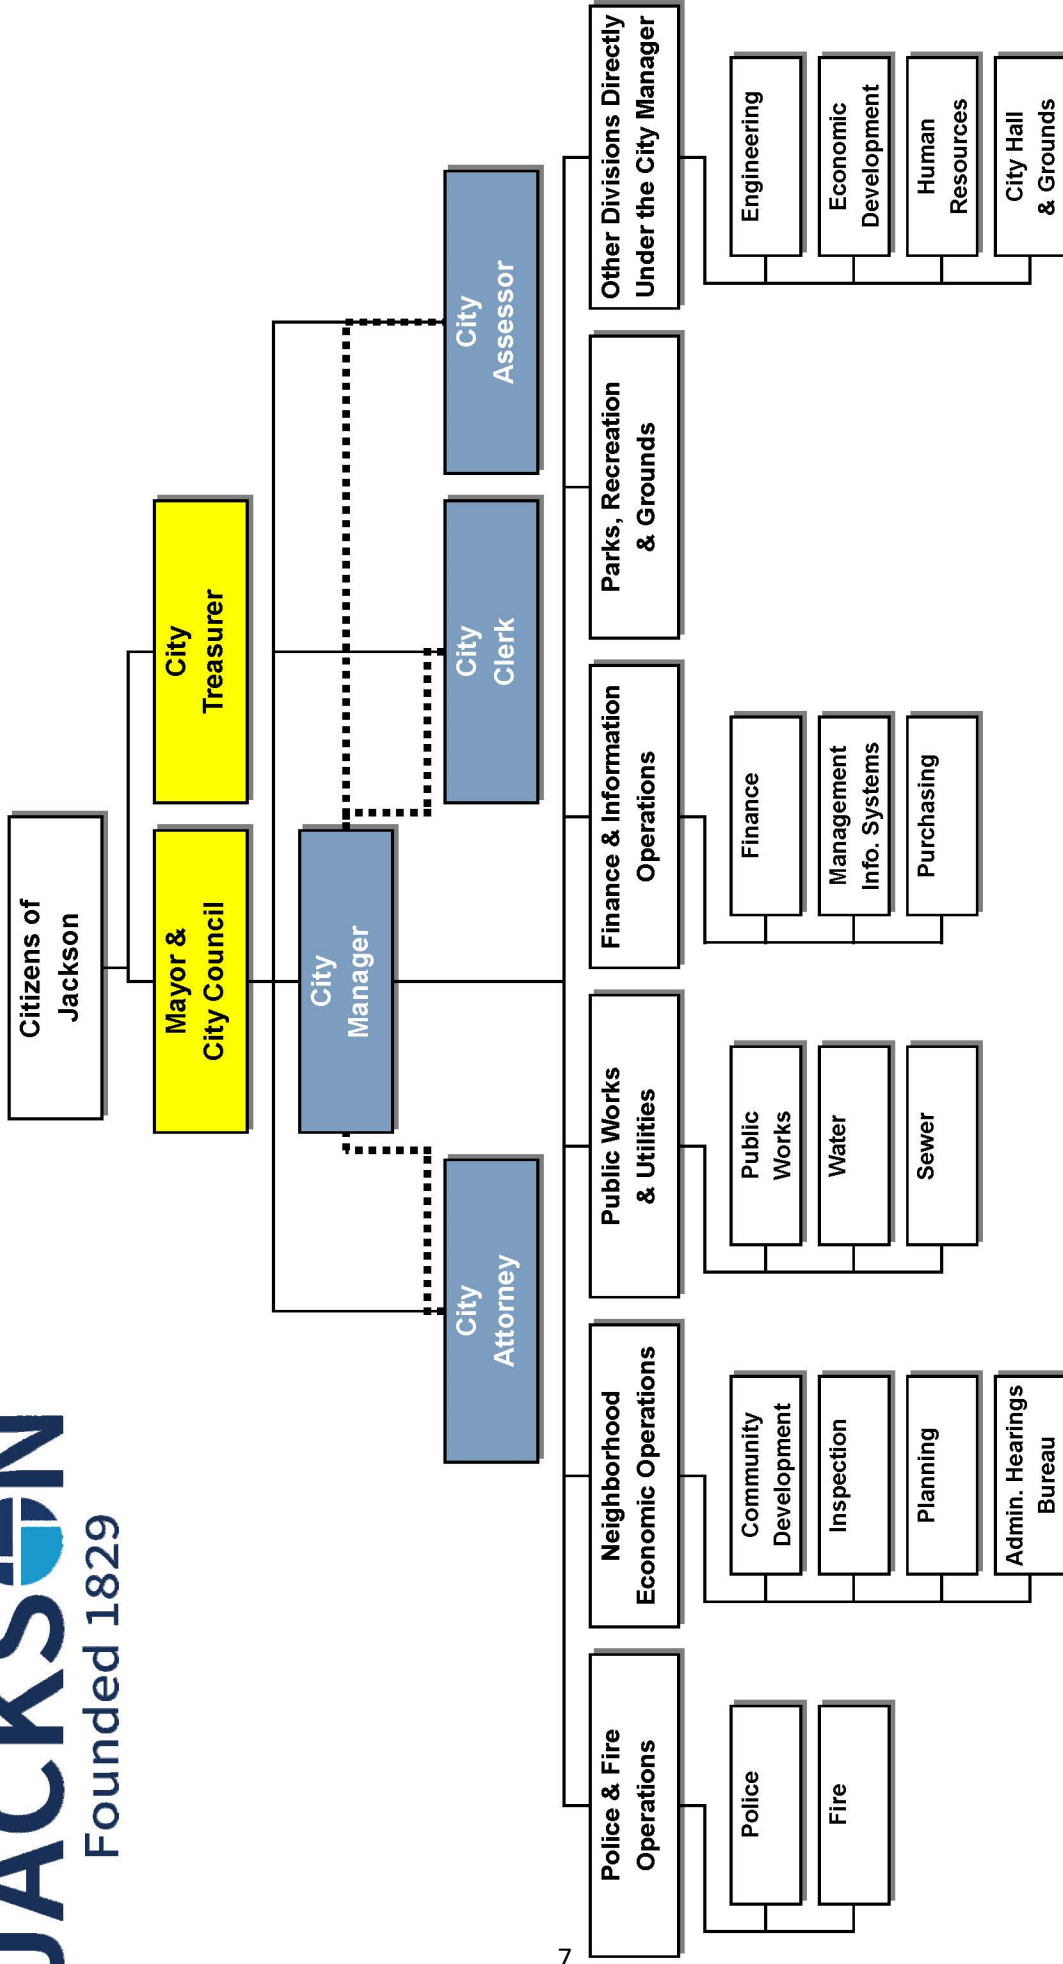 JACKSON
Founded 1829
Citizens of
Jackson
Mayor &
City Council
City
Treasurer
City
Manager
City
Attorney
City
Clerk
City
Assessor
Police & Fire
Operations
Police
Fire
Neighborhood
Economic Operations
Community
Development
Inspection
Planning
Admin. Hearings
Bureau
Public Works
& Utilities
Public
Works
Water
Sewer
Finance & Information
Operations
Finance
Management
Info. Systems
Purchasing
Parks, Recreation
& Grounds
Other Divisions Directly
Under the City Manager
Engineering
Economic
Development
Human
Resources
City Hall
& Grounds
7